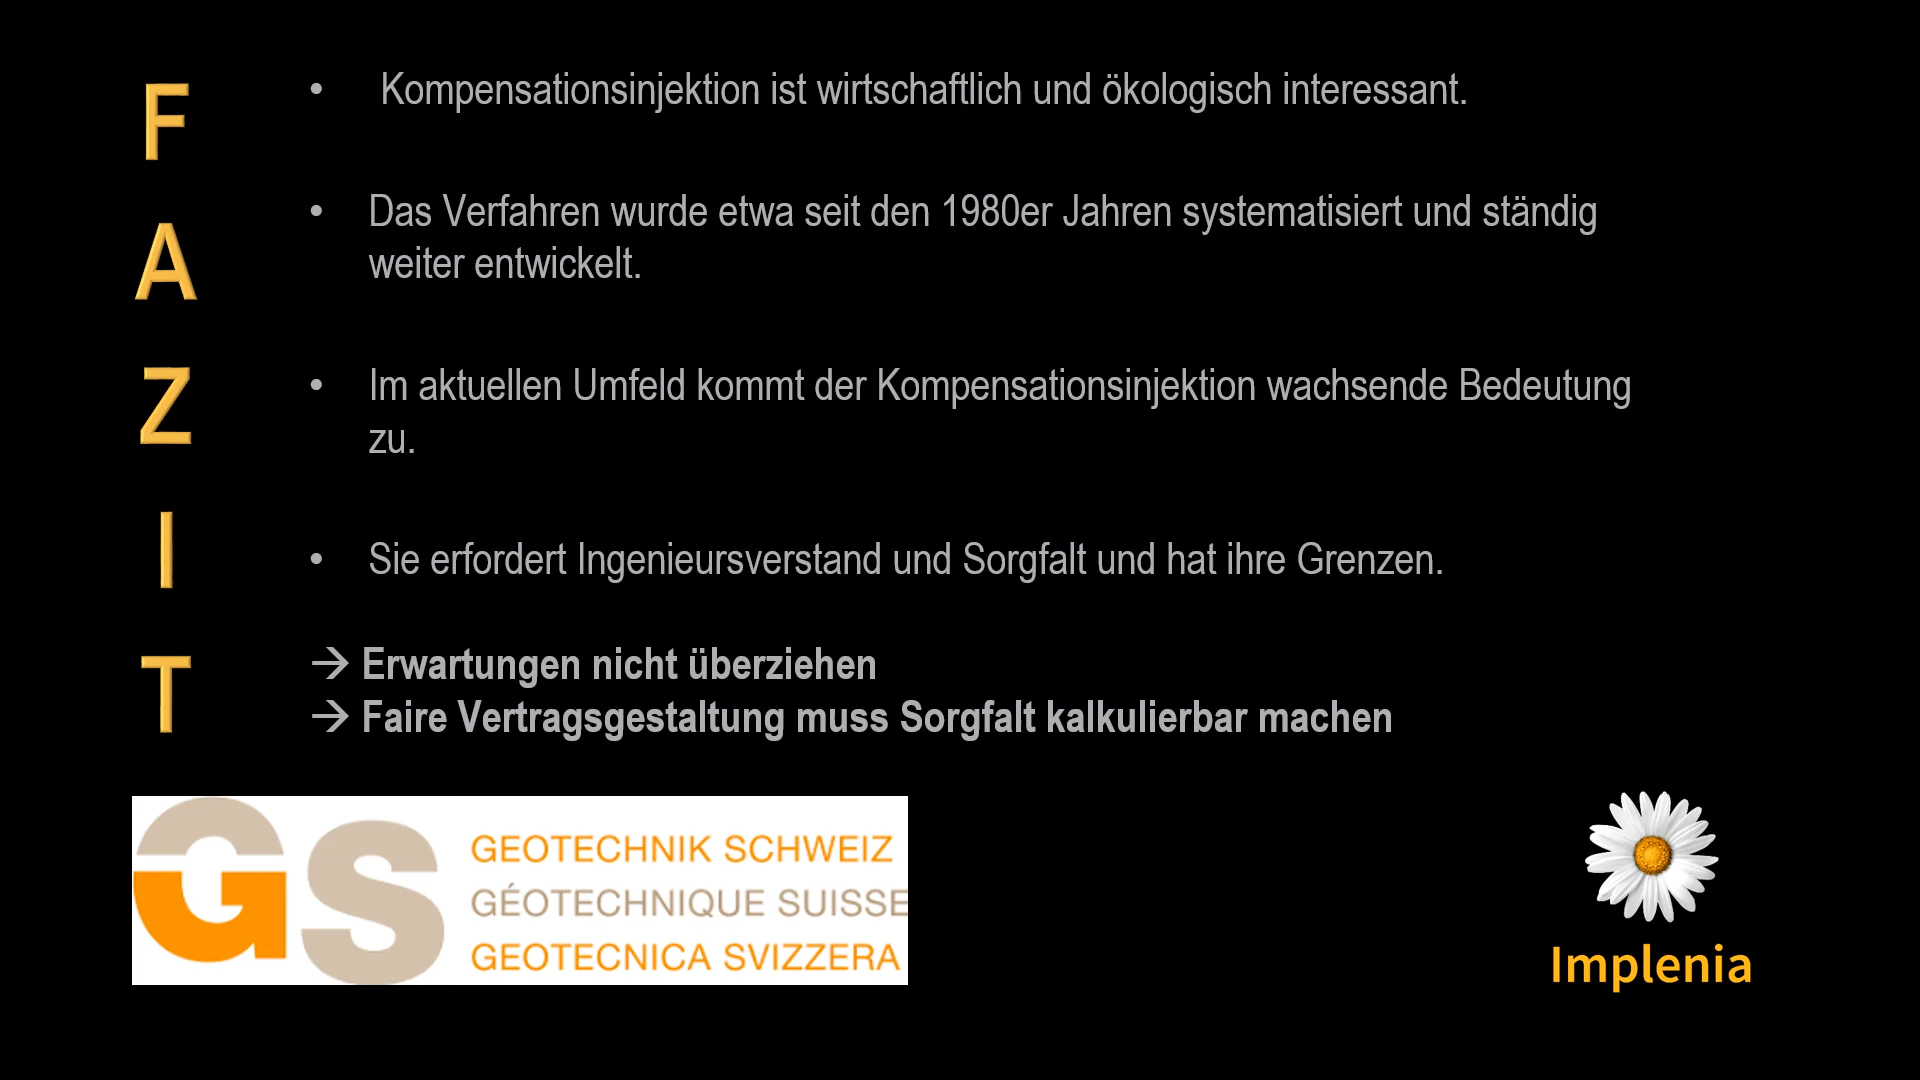 FAZIT
• Kompensationsinjektion ist wirtschaftlich und ökologisch interessant.
• Das Verfahren wurde etwa seit den 1980er Jahren systematisiert und ständig
weiter entwickelt.
• Im aktuellen Umfeld kommt der Kompensationsinjektion wachsende Bedeutung
zu.
• Sie erfordert Ingenieursverstand und Sorgfalt und hat ihre Grenzen.
→ Erwartungen nicht überziehen
→ Faire Vertragsgestaltung muss Sorgfalt kalkulierbar machen
GS
GEOTECHNIK SCHWEIZ
GÉOTECHNIQUE SUISSE
GEOTECNICA SVIZZERA
Implenia